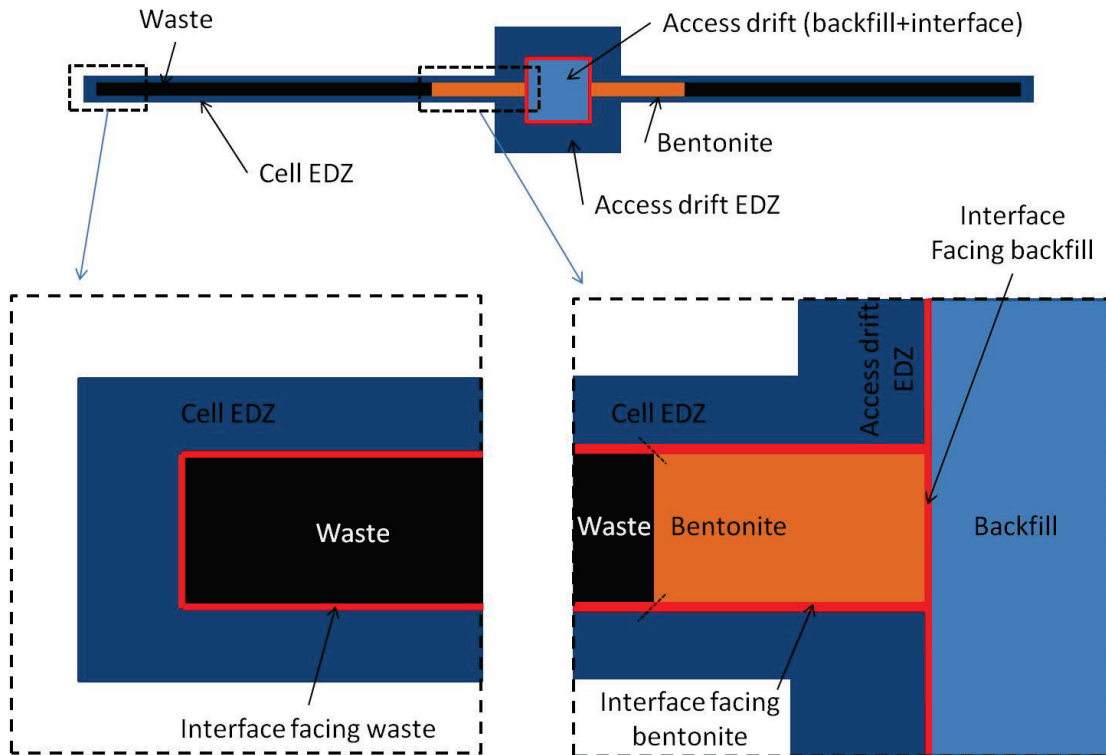 Waste
Access drift (backfill+interface)
Cell EDZ
Bentonite
Access drift EDZ
Interface
Facing backfill
Cell EDZ
Waste
Interface facing waste
Cell EDZ
Access drift
EDZ
Waste
Bentonite
Backfill
Interface facing
bentonite